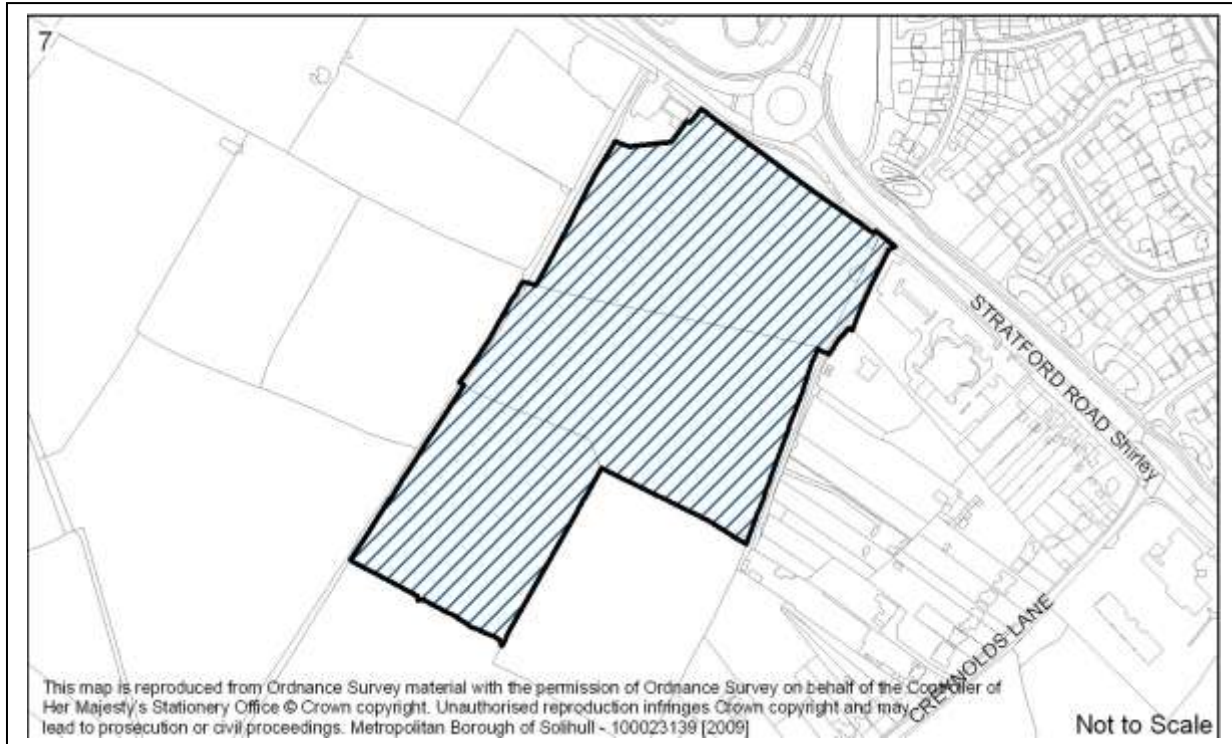 7
STRATFORD ROAD Shirley
CREYNOLDS LANE
This map is reproduced from Ordnance Survey material with the permission of Ordnance Survey on behalf of the Controller of
Her Majesty's Stationery Office © Crown copyright. Unauthorised reproduction infringes Crown copyright and may
lead to prosecution or civil proceedings. Metropolitan Borough of Solihull - 100023139 [2009]
Not to Scale